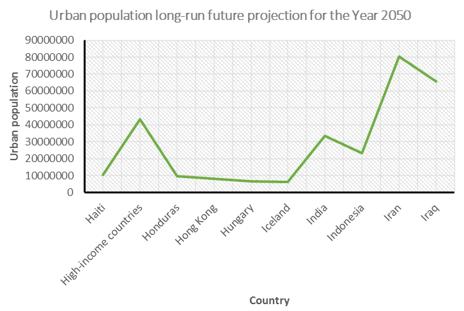 Urban population long-run future projection for the Year 2050
Urban population
90000000
80000000
70000000
60000000
50000000
40000000
30000000
20000000
10000000
0
Haiti
High-income countries
Honduras
Hong Kong
Hungary
Iceland
India
Indonesia
Iran
Iraq
Country